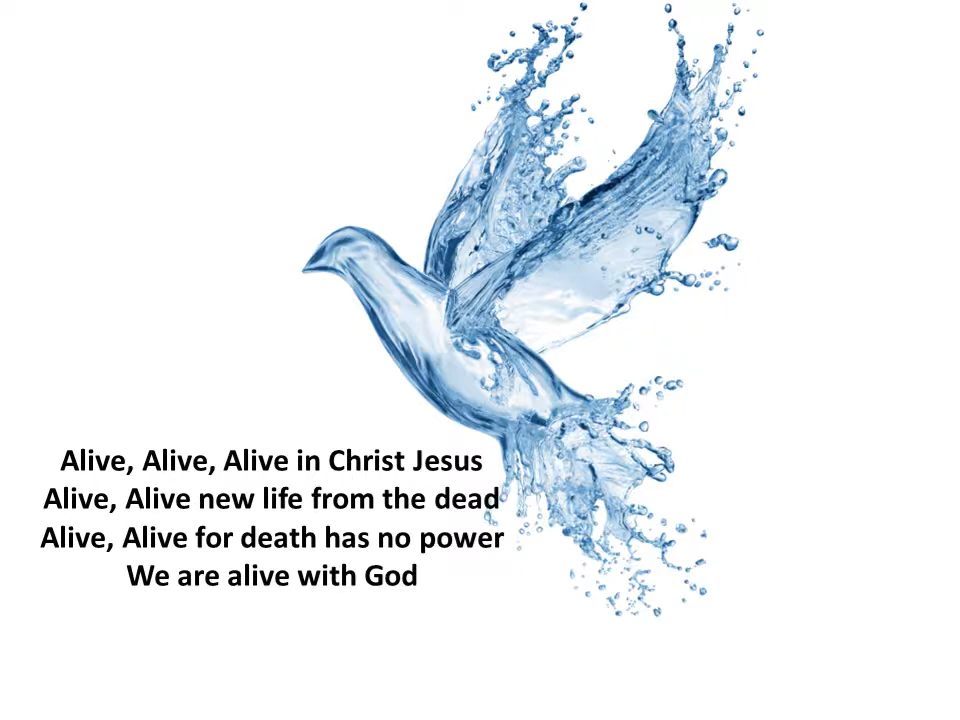 Alive, Alive, Alive in Christ Jesus
Alive, Alive new life from the dead
Alive, Alive for death has no power
We are alive with God